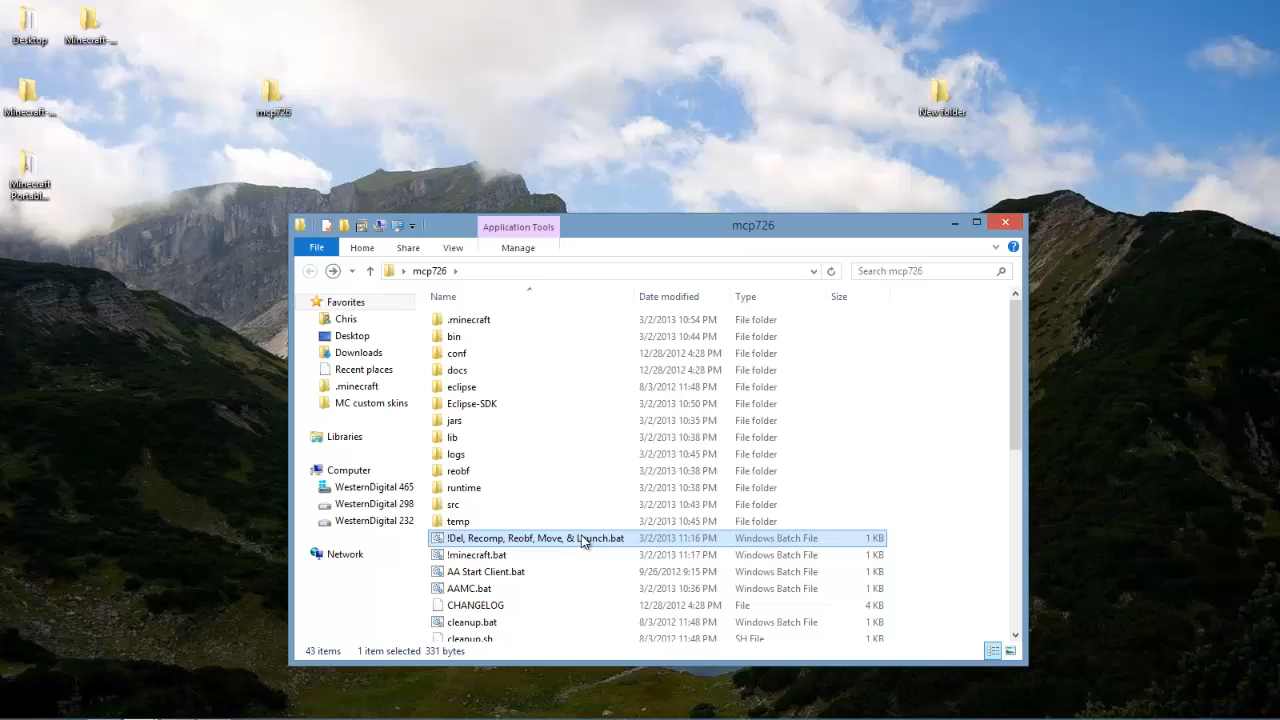 Desktop
Minecraft-...
Minecraft-...
mcp726
New folder
Minecraft
Portabl...
Application Tools
mcp726
File
Home
Share
View
Manage
mcp726
Search mcp726
Name
Date modified
Type
Size
Favorites
Chris
Desktop
Downloads
Recent places
.minecraft
MC custom skins
Libraries
Computer
WesternDigital 465
WesternDigital 298
WesternDigital 232
Network
.minecraft 3/2/2013 10:54 PM File folder
bin 3/2/2013 10:44 PM File folder
conf 12/28/2012 4:28 PM File folder
docs 12/28/2012 4:28 PM File folder
eclipse 8/3/2012 11:48 PM File folder
Eclipse-SDK 3/2/2013 10:50 PM File folder
jars 3/2/2013 10:35 PM File folder
lib 3/2/2013 10:38 PM File folder
logs 3/2/2013 10:45 PM File folder
reobf 3/2/2013 10:38 PM File folder
runtime 3/2/2013 10:38 PM File folder
src 3/2/2013 10:43 PM File folder
temp 3/2/2013 10:45 PM File folder
!Del, Recomp, Reobf, Move, & Launch.bat 3/2/2013 11:16 PM Windows Batch File 1 KB
!minecraft.bat 3/2/2013 11:17 PM Windows Batch File 1 KB
AA Start Client.bat 9/26/2012 9:15 PM Windows Batch File 1 KB
AAMC.bat 3/2/2013 10:36 PM Windows Batch File 1 KB
CHANGELOG 12/28/2012 4:28 PM File 4 KB
cleanup.bat 8/3/2012 11:48 PM Windows Batch File 1 KB
cleanup.sh 8/3/2012 11:48 PM SH File 1 KB
43 items 1 item selected 331 bytes